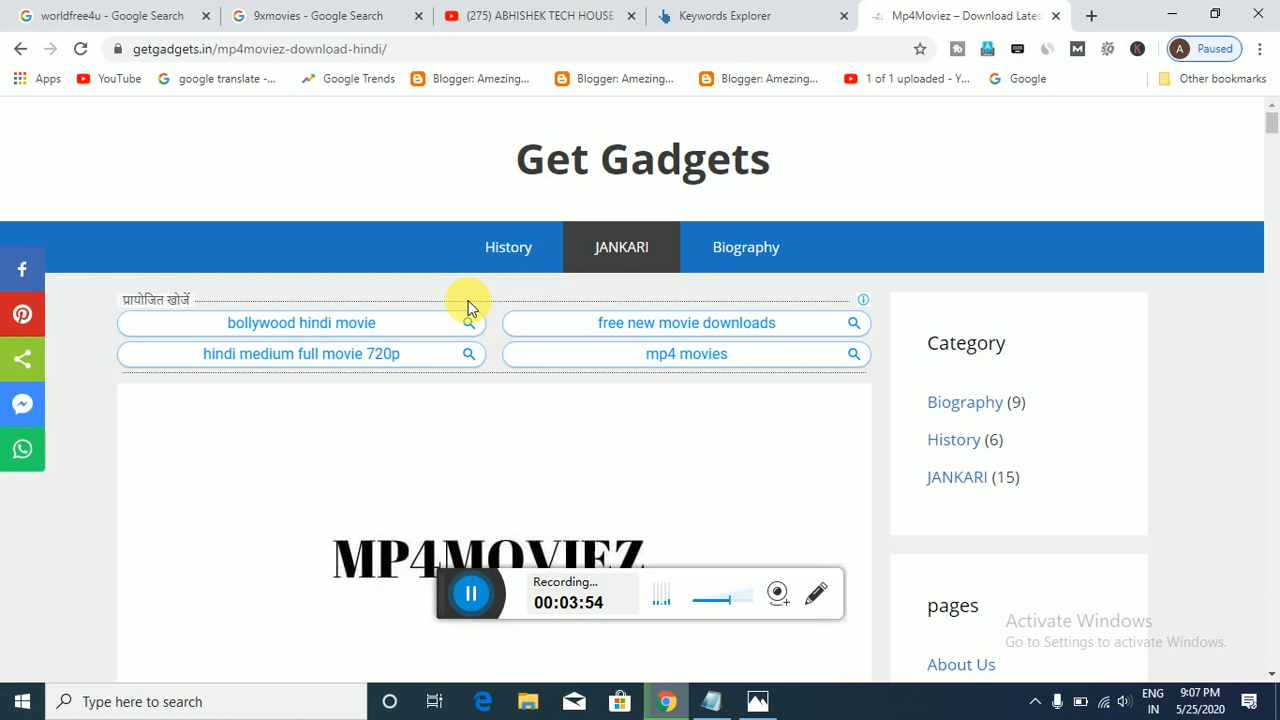 worldfree4u - Google Search
9xmovies - Google Search
(275) ABHISHEK TECH HOUSE
Keywords Explorer
Mp4Moviez – Download Lates
getgadgets.in/mp4moviez-download-hindi/
A Paused
Apps
YouTube
google translate -...
Google Trends
Blogger: Amezing...
Blogger: Amezing...
Blogger: Amezing...
1 of 1 uploaded - Y...
Google
Other bookmarks
Get Gadgets
History
JANKARI
Biography
प्रायोजित खोजें
bollywood hindi movie
free new movie downloads
hindi medium full movie 720p
mp4 movies
Category
Biography (9)
History (6)
JANKARI (15)
MP4MOVIEZ
Recording...
00:03:54
pages
About Us
Activate Windows
Go to Settings to activate Windows.
Type here to search
ENG
IN
9:07 PM
5/25/2020